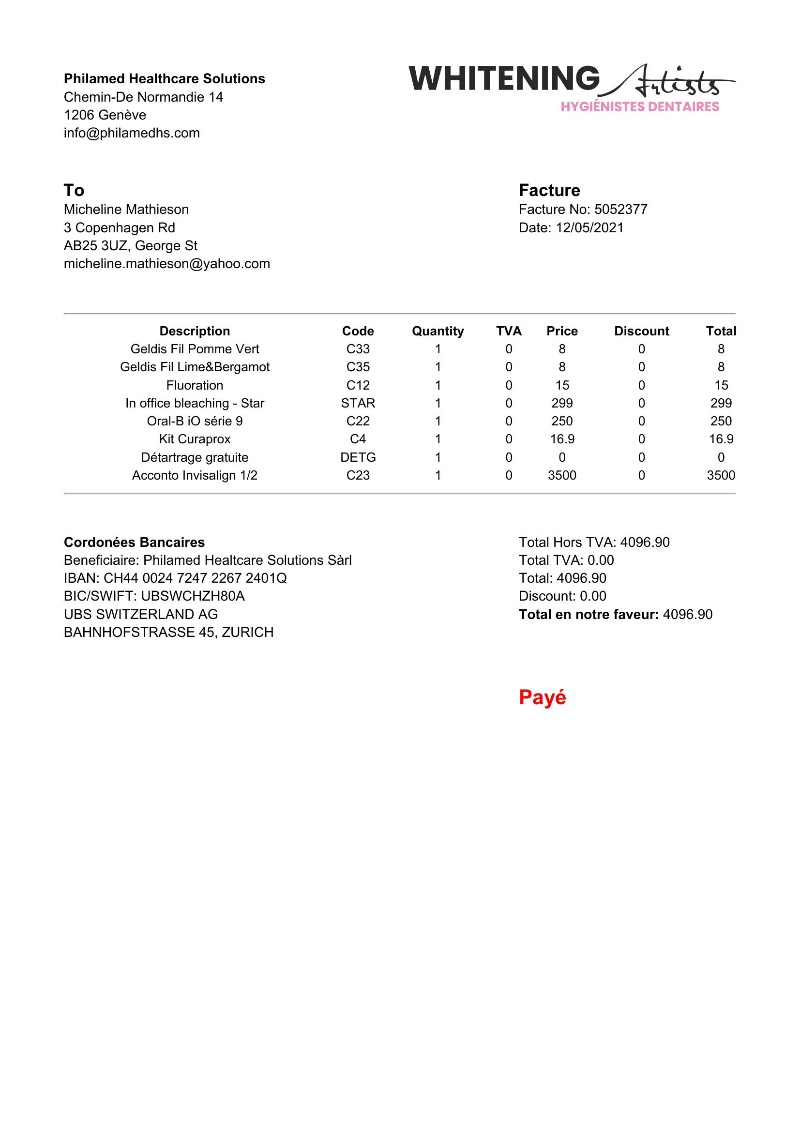 Philamed Healthcare Solutions
Chemin-De Normandie 14
1206 Genève
info@philamedhs.com
WHITENING Artists
HYGIÉNISTES DENTAIRES
To
Micheline Mathieson
3 Copenhagen Rd
AB25 3UZ, George St
micheline.mathieson@yahoo.com
Facture
Facture No: 5052377
Date: 12/05/2021
Description Code Quantity TVA Price Discount Total
Geldis Fil Pomme Vert C33 1 0 8 0 8
Geldis Fil Lime&Bergamot C35 1 0 8 0 8
Fluoration C12 1 0 15 0 15
In office bleaching - Star STAR 1 0 299 0 299
Oral-B iO série 9 C22 1 0 250 0 250
Kit Curaprox C4 1 0 16.9 0 16.9
Détartrage gratuite DETG 1 0 0 0 0
Acconto Invisalign 1/2 C23 1 0 3500 0 3500
Cordonées Bancaires
Beneficiaire: Philamed Healtcare Solutions Sàrl
IBAN: CH44 0024 7247 2267 2401Q
BIC/SWIFT: UBSWCHZH80A
UBS SWITZERLAND AG
BAHNHOFSTRASSE 45, ZURICH
Total Hors TVA: 4096.90
Total TVA: 0.00
Total: 4096.90
Discount: 0.00
Total en notre faveur: 4096.90
Payé